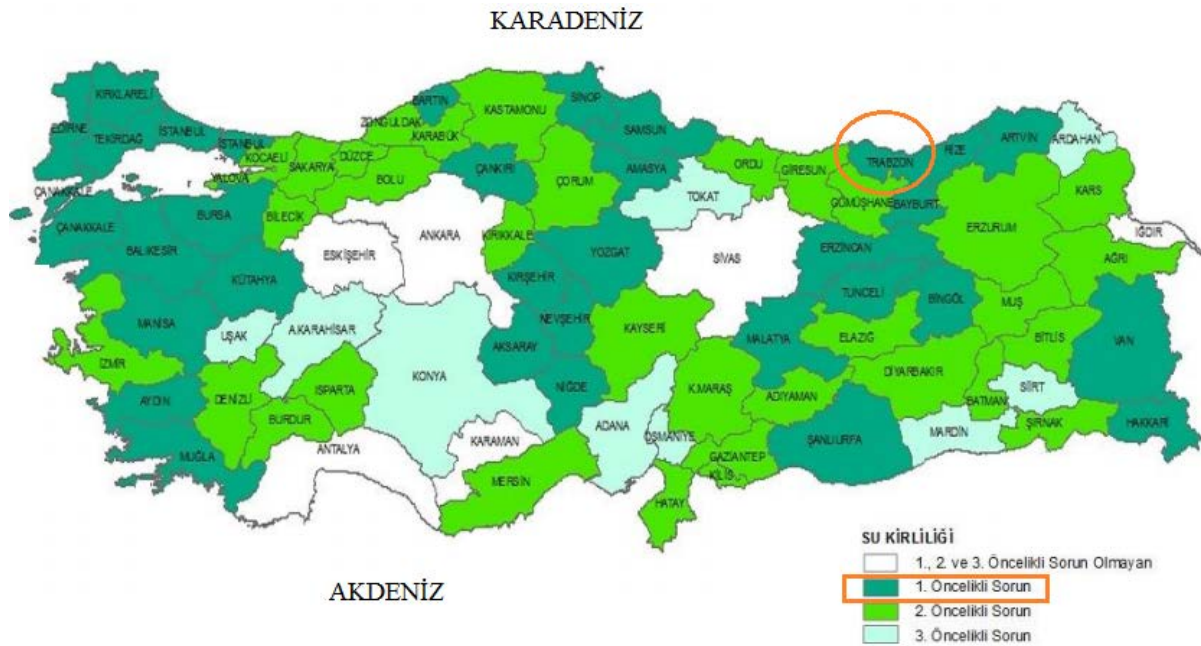 KARADENİZ
KIRKLARELİ
EDİRNE
TEKİRDAĞ
İSTANBUL
İSTANBUL
KOCAELİ
YALOVA
SAKARYA
DÜZCE
BOLU
ZONGULDAK
BARTIN
KARABÜK
KASTAMONU
SİNOP
SAMSUN
ÇANKIRI
ÇORUM
AMASYA
TOKAT
ORDU
GİRESUN
TRABZON
RİZE
ARTVİN
ARDAHAN
KARS
GÜMÜŞHANE
BAYBURT
ERZURUM
IĞDIR
AĞRI
ÇANAKKALE
ÇANAKKALE
BURSA
BİLECİK
BALIKESİR
KÜTAHYA
ESKİŞEHİR
ANKARA
KIRIKKALE
YOZGAT
SİVAS
ERZİNCAN
TUNCELİ
BİNGÖL
MUŞ
BİTLİS
VAN
MANİSA
UŞAK
A.KARAHİSAR
KIRŞEHİR
NEVŞEHİR
KAYSERİ
MALATYA
ELAZIĞ
İZMİR
AYDIN
DENİZLİ
ISPARTA
BURDUR
KONYA
AKSARAY
NİĞDE
K.MARAŞ
ADIYAMAN
DİYARBAKIR
BATMAN
SİİRT
ŞIRNAK
HAKKARİ
MUĞLA
ANTALYA
KARAMAN
MERSİN
ADANA
OSMANİYE
GAZİANTEP
KİLİS
ŞANLIURFA
MARDİN
HATAY
AKDENİZ
SU KİRLİLİĞİ
1., 2. ve 3. Öncelikli Sorun Olmayan
1. Öncelikli Sorun
2. Öncelikli Sorun
3. Öncelikli Sorun